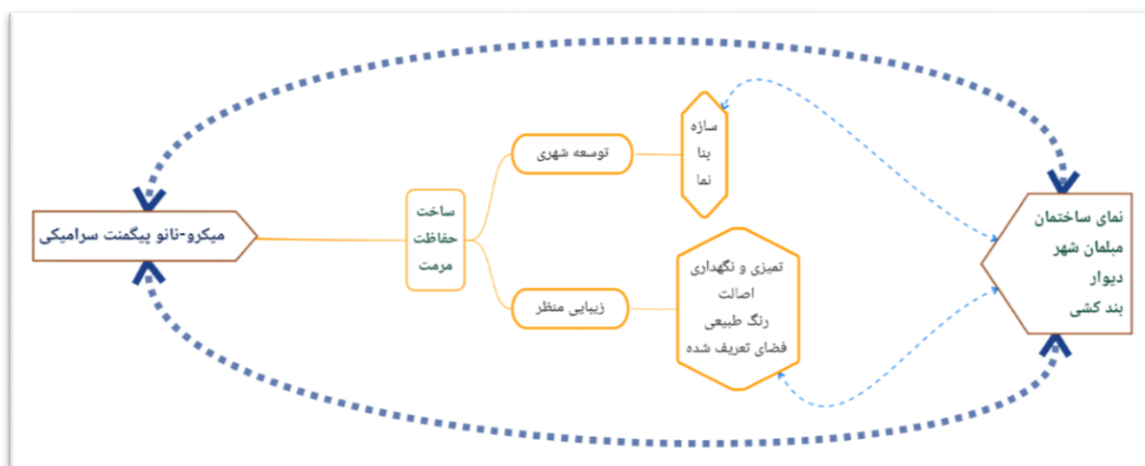 میکرو-نانو پیگمنت سرامیکی
ساخت
حفاظت
مرمت
توسعه شهری
سازه
بنا
نما
زیبایی منظر
تمیزی و نگهداری
اصالت
رنگ طبیعی
فضای تعریف شده
نمای ساختمان
مبلمان شهر
دیوار
بند کشی